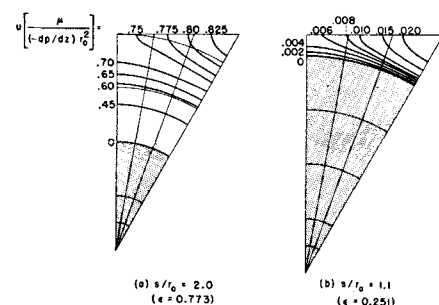 u [ μ / (-dp/dz) r₀² ] =
.75 .775 .80 .825
.70
.65
.60
.45
0
.008
.006 .010 .015 .020
.004
.002
0
(a) s/r₀ = 2.0
(ε = 0.773)
(b) s/r₀ = 1.1
(ε = 0.251)